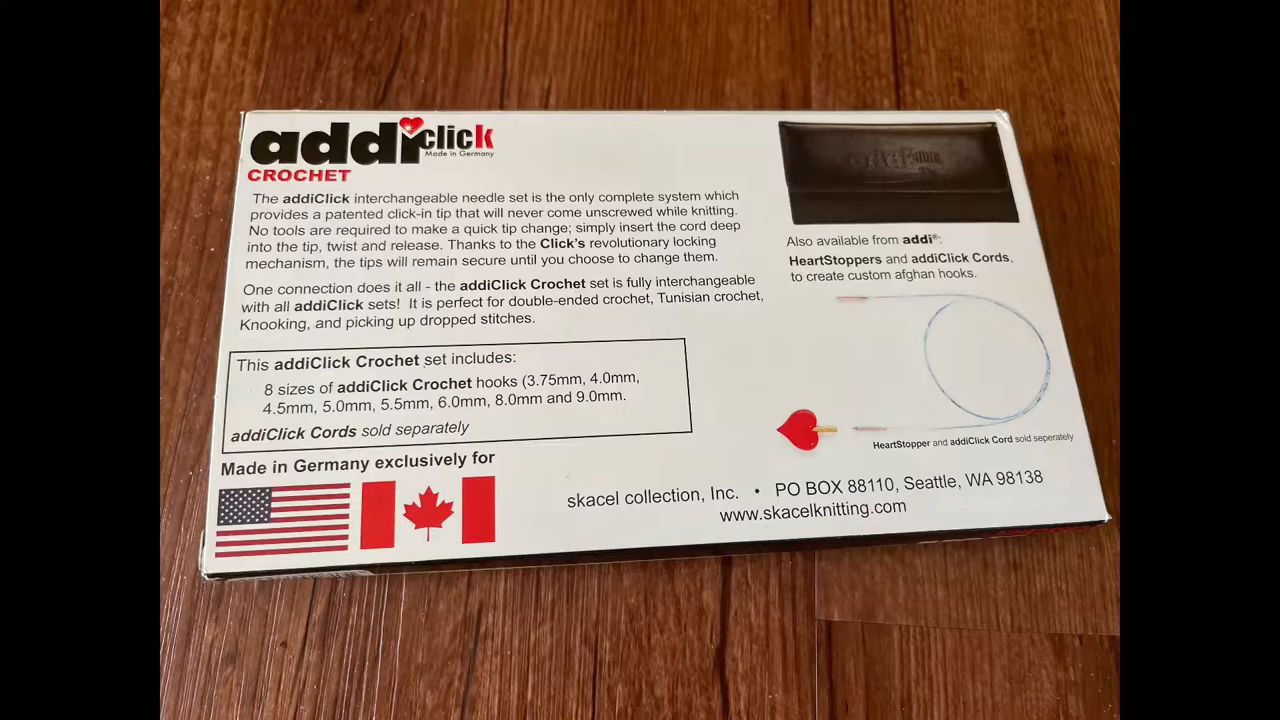 addiclick
Made in Germany
CROCHET
The addiClick interchangeable needle set is the only complete system which
provides a patented click-in tip that will never come unscrewed while knitting.
No tools are required to make a quick tip change; simply insert the cord deep
into the tip, twist and release. Thanks to the Click's revolutionary locking
mechanism, the tips will remain secure until you choose to change them.
One connection does it all - the addiClick Crochet set is fully interchangeable
with all addiClick sets! It is perfect for double-ended crochet, Tunisian crochet,
Knooking, and picking up dropped stitches.
This addiClick Crochet set includes:
8 sizes of addiClick Crochet hooks (3.75mm, 4.0mm,
4.5mm, 5.0mm, 5.5mm, 6.0mm, 8.0mm and 9.0mm.
addiClick Cords sold separately
Made in Germany exclusively for
Also available from addi®:
HeartStoppers and addiClick Cords,
to create custom afghan hooks.
HeartStopper and addiClick Cord sold seperately
skacel collection, Inc. • PO BOX 88110, Seattle, WA 98138
www.skacelknitting.com